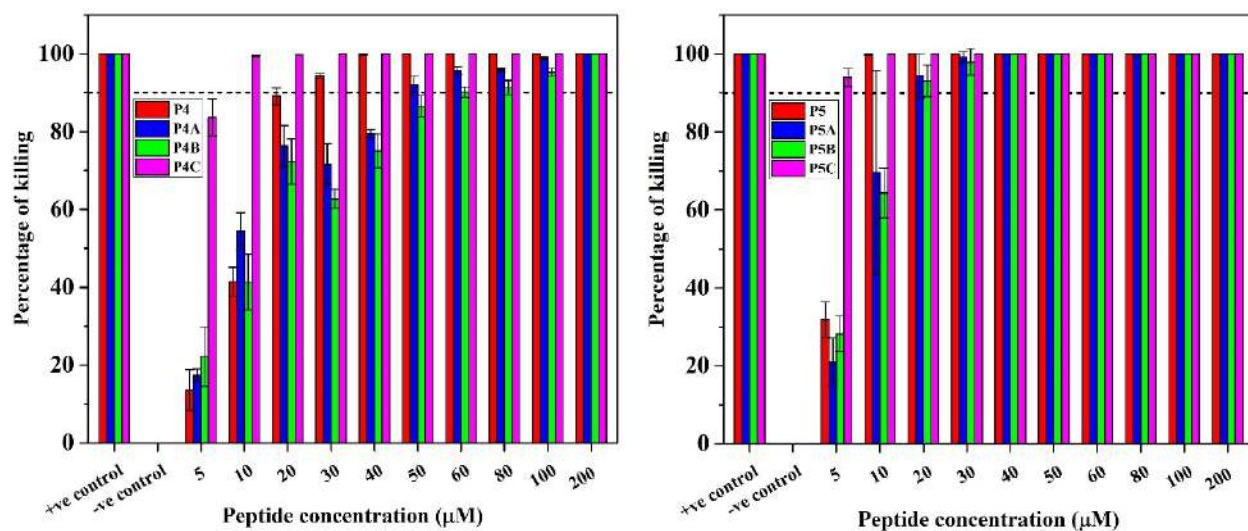 100
80
60
40
20
0
Percentage of killing
P4
P4A
P4B
P4C
+ve control
-ve control
5
10
20
30
40
50
60
80
100
200
Peptide concentration (µM)
100
80
60
40
20
0
Percentage of killing
P5
P5A
P5B
P5C
+ve control
-ve control
5
10
20
30
40
50
60
80
100
200
Peptide concentration (µM)